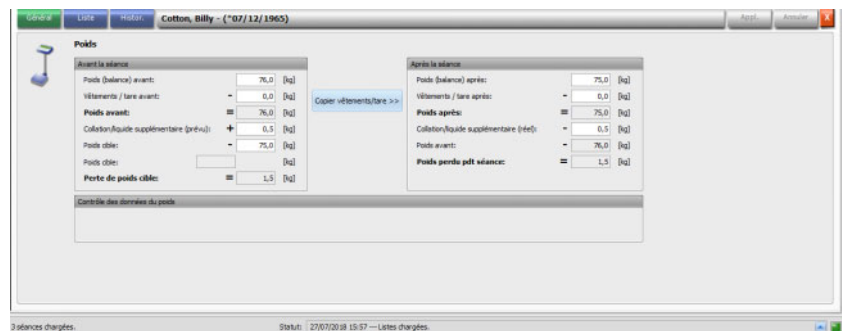 Général Liste Histor. Cotton, Billy - (*07/12/1965) Appl. Annuler X
Poids
Avant la séance
Poids (balance) avant: 76,0 [kg]
Vêtements / tare avant: - 0,0 [kg]
Poids avant: = 76,0 [kg]
Collation/liquide supplémentaire (prévu): + 0,5 [kg]
Poids cible: - 75,0 [kg]
Poids cible: [kg]
Perte de poids cible: = 1,5 [kg]
Copier vêtements/tare >>
Après la séance
Poids (balance) après: 75,0 [kg]
Vêtements / tare après: - 0,0 [kg]
Poids après: = 75,0 [kg]
Collation/liquide supplémentaire (réel): - 0,5 [kg]
Poids avant: - 76,0 [kg]
Poids perdu pdt séance: = 1,5 [kg]
Contrôle des données du poids
3 séances chargées. Statut: 27/07/2018 15:57 --- Listes chargées.